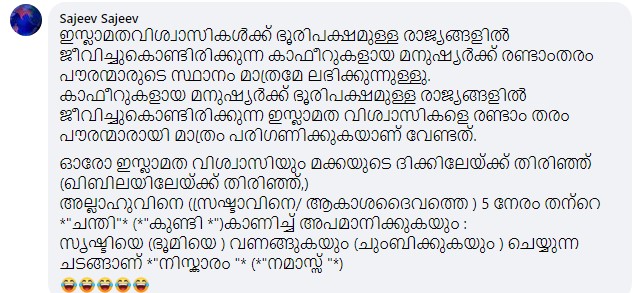 Sajeev Sajeev
ഇസ്ലാമതവിശ്വാസികൾക്ക് ഭൂരിപക്ഷമുള്ള രാജ്യങ്ങളിൽ
ജീവിച്ചുകൊണ്ടിരിക്കുന്ന കാഫീറുകളായ മനുഷ്യർക്ക് രണ്ടാംതരം
പൗരന്മാരുടെ സ്ഥാനം മാത്രമേ ലഭിക്കുന്നുള്ളു.
കാഫീറുകളായ മനുഷ്യർക്ക് ഭൂരിപക്ഷമുള്ള രാജ്യങ്ങളിൽ
ജീവിച്ചുകൊണ്ടിരിക്കുന്ന ഇസ്ലാമത വിശ്വാസികളെ രണ്ടാം തരം
പൗരന്മാരായി മാത്രം പരിഗണിക്കുകയാണ് വേണ്ടത്.
ഓരോ ഇസ്ലാമത വിശ്വാസിയും മക്കയുടെ ദിക്കിലേയ്ക്ക് തിരിഞ്ഞ്
(ഖിബിലയിലേയ്ക്ക് തിരിഞ്ഞ്,)
അല്ലാഹുവിനെ (സ്രഷ്ടാവിനെ/ ആകാശദൈവത്തെ ) 5 നേരം തന്റെ
*"ചന്തി"* (*"കുണ്ടി *")കാണിച്ച് അപമാനിക്കുകയും :
സൃഷ്ടിയെ (ഭൂമിയെ ) വണങ്ങുകയും (ചുംബിക്കുകയും ) ചെയ്യുന്ന
ചടങ്ങാണ് *"നിസ്കാരം "* (*"നമാസ്സ് "*)
😂😂😂😂😂